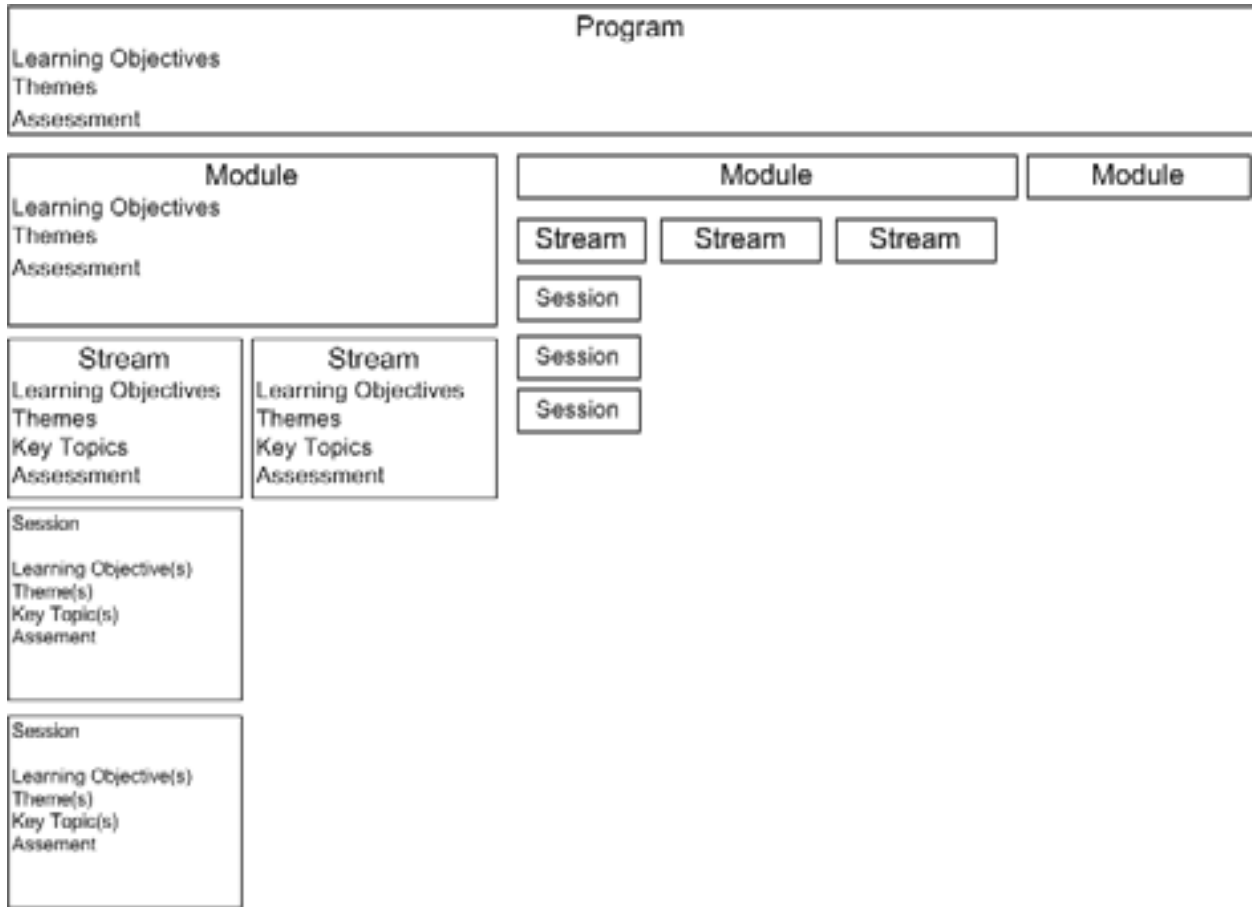 Program
Learning Objectives
Themes
Assessment
Module
Learning Objectives
Themes
Assessment
Stream
Learning Objectives
Themes
Key Topics
Assessment
Stream
Learning Objectives
Themes
Key Topics
Assessment
Session
Learning Objective(s)
Theme(s)
Key Topic(s)
Assement
Session
Learning Objective(s)
Theme(s)
Key Topic(s)
Assement
Module
Stream
Stream
Stream
Session
Session
Session
Module